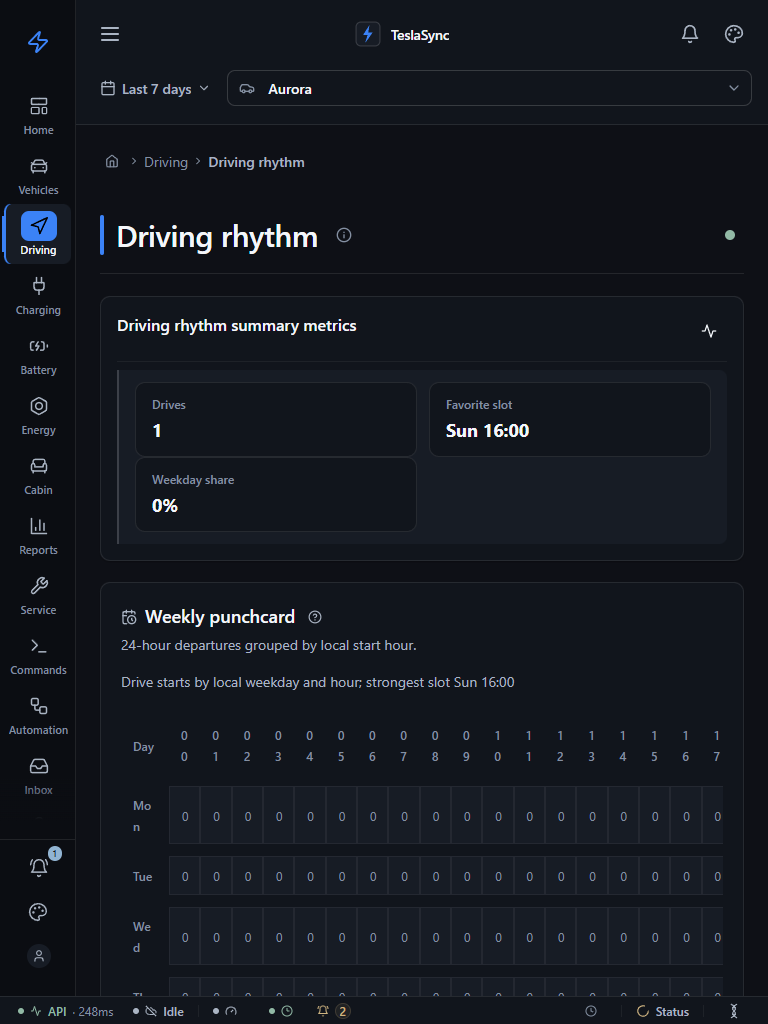 TeslaSync
Last 7 days
Aurora
Home
Vehicles
Driving
Charging
Battery
Energy
Cabin
Reports
Service
Commands
Automation
Inbox
1
Driving
Driving rhythm
Driving rhythm
Driving rhythm summary metrics
Drives
1
Favorite slot
Sun 16:00
Weekday share
0%
Weekly punchcard
24-hour departures grouped by local start hour.
Drive starts by local weekday and hour; strongest slot Sun 16:00
Day 00 01 02 03 04 05 06 07 08 09 10 11 12 13 14 15 16 17
Mon 0 0 0 0 0 0 0 0 0 0 0 0 0 0 0 0 0 0
Tue 0 0 0 0 0 0 0 0 0 0 0 0 0 0 0 0 0 0
Wed 0 0 0 0 0 0 0 0 0 0 0 0 0 0 0 0 0 0
API · 248ms Idle 2 Status